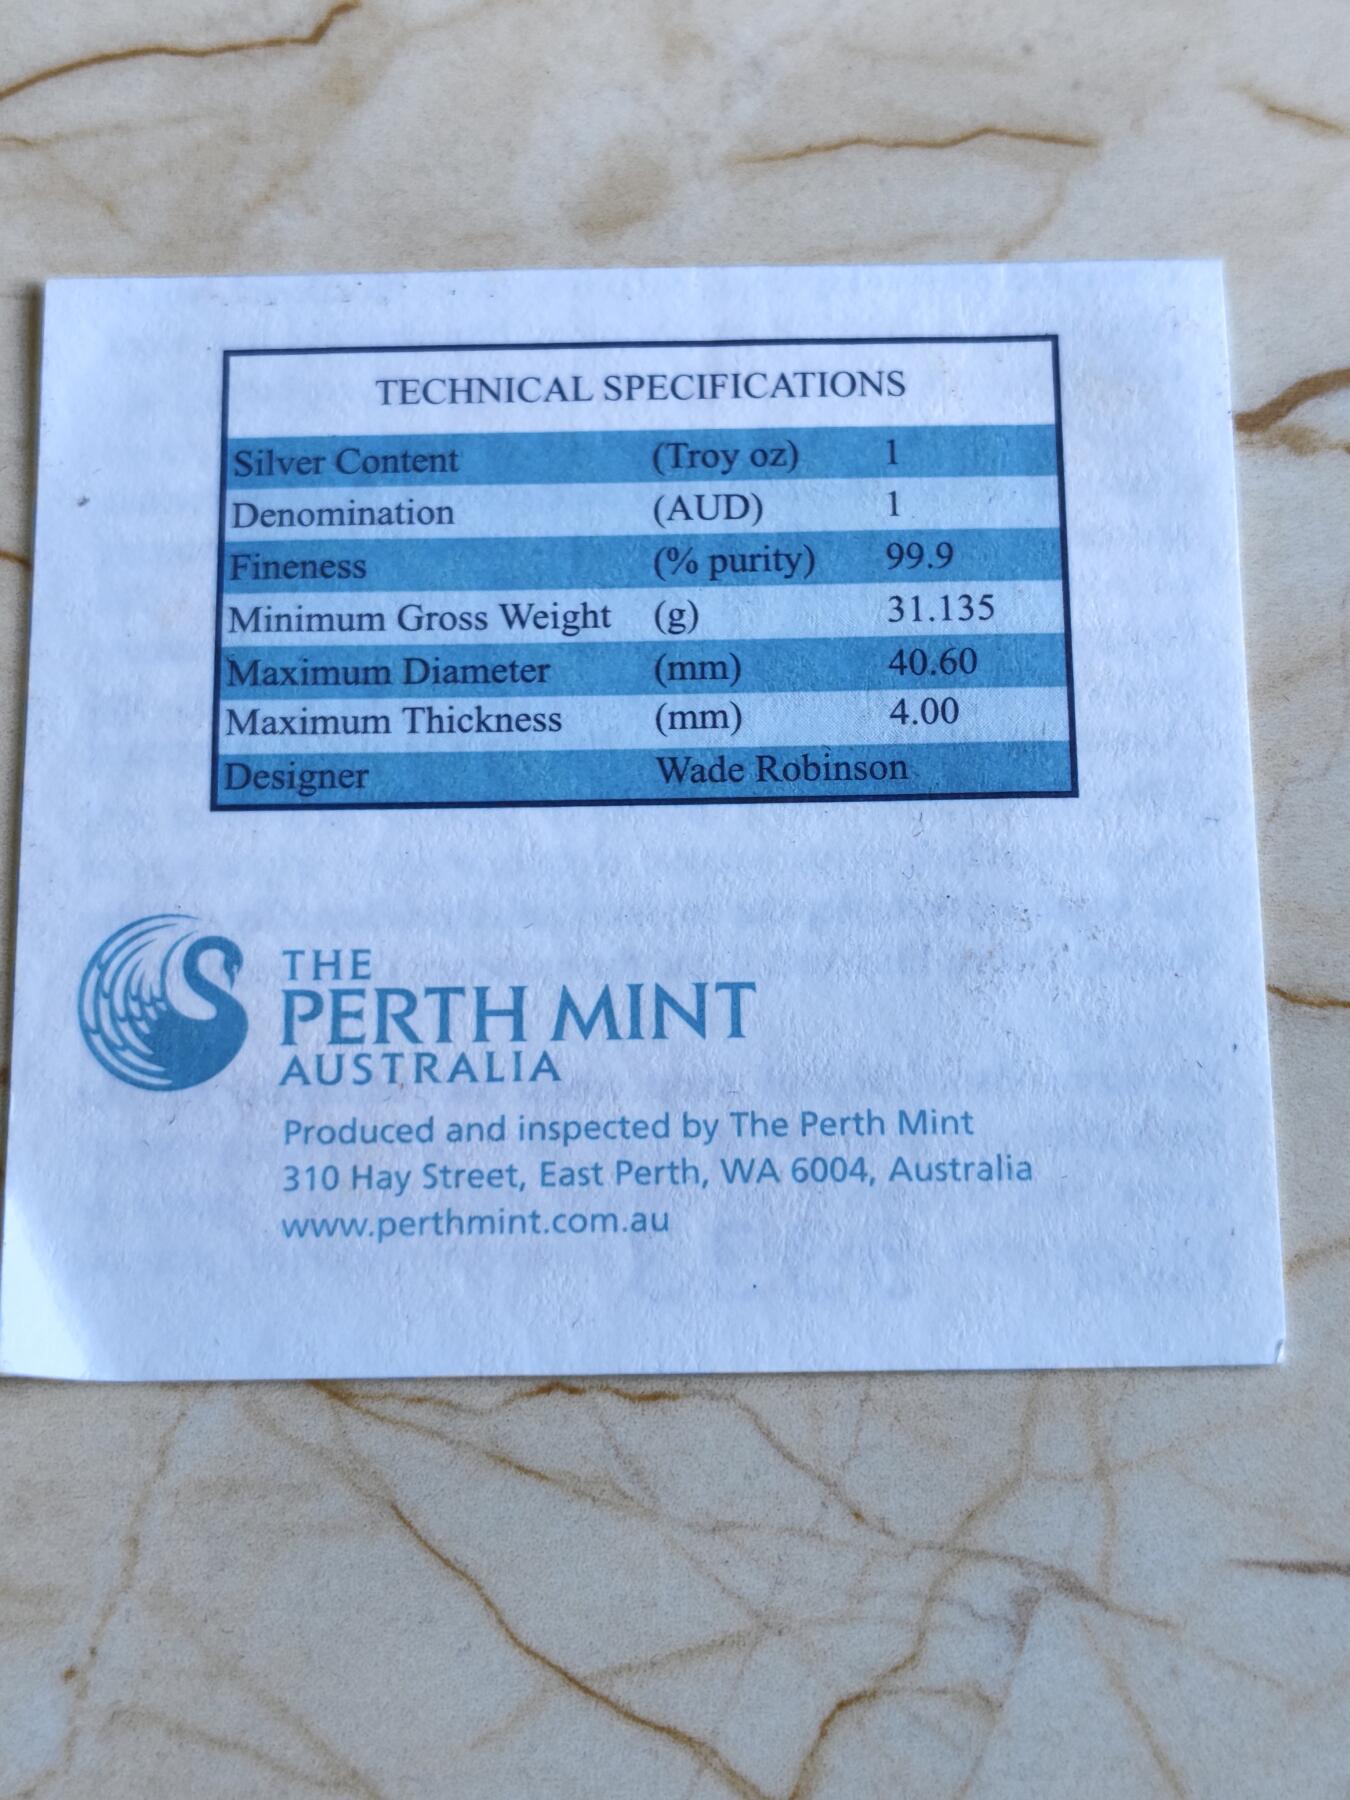 TECHNICAL SPECIFICATIONS
Silver Content (Troy oz) 1
Denomination (AUD) 1
Fineness (% purity) 99.9
Minimum Gross Weight (g) 31.135
Maximum Diameter (mm) 40.60
Maximum Thickness (mm) 4.00
Designer Wade Robinson
THE
PERTH MINT
AUSTRALIA
Produced and inspected by The Perth Mint
310 Hay Street, East Perth, WA 6004, Australia
www.perthmint.com.au